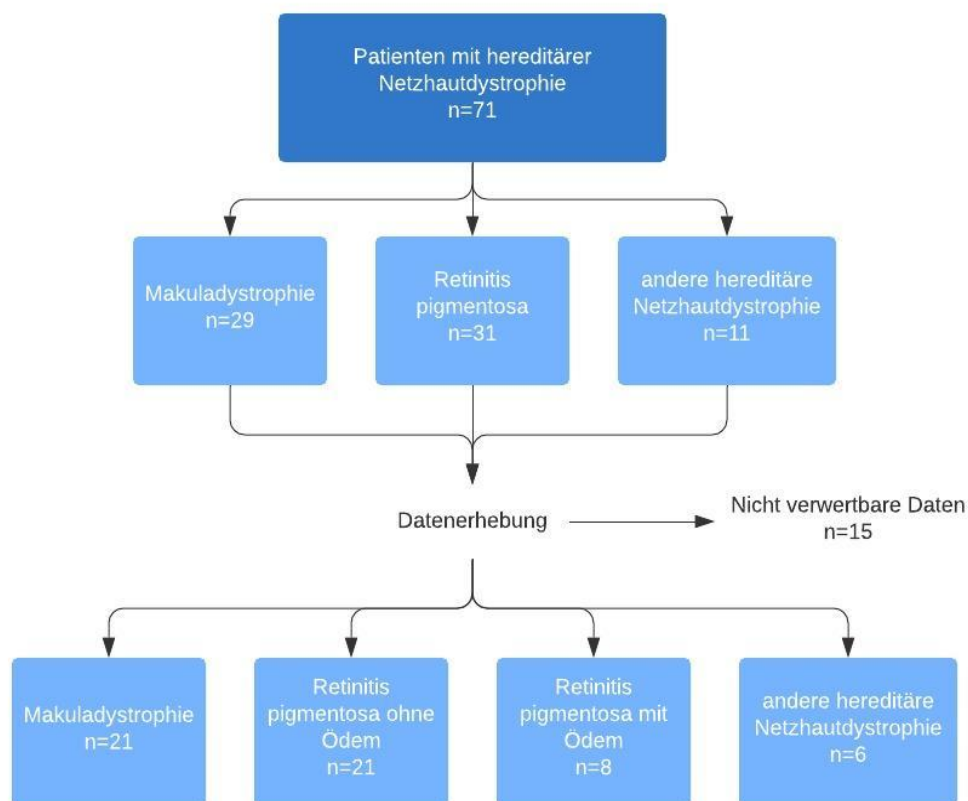 Patienten mit hereditärer
Netzhautdystrophie
n=71
Makuladystrophie
n=29
Retinitis
pigmentosa
n=31
andere hereditäre
Netzhautdystrophie
n=11
Datenerhebung
Nicht verwertbare Daten
n=15
Makuladystrophie
n=21
Retinitis
pigmentosa ohne
Ödem
n=21
Retinitis
pigmentosa mit
Ödem
n=8
andere hereditäre
Netzhautdystrophie
n=6